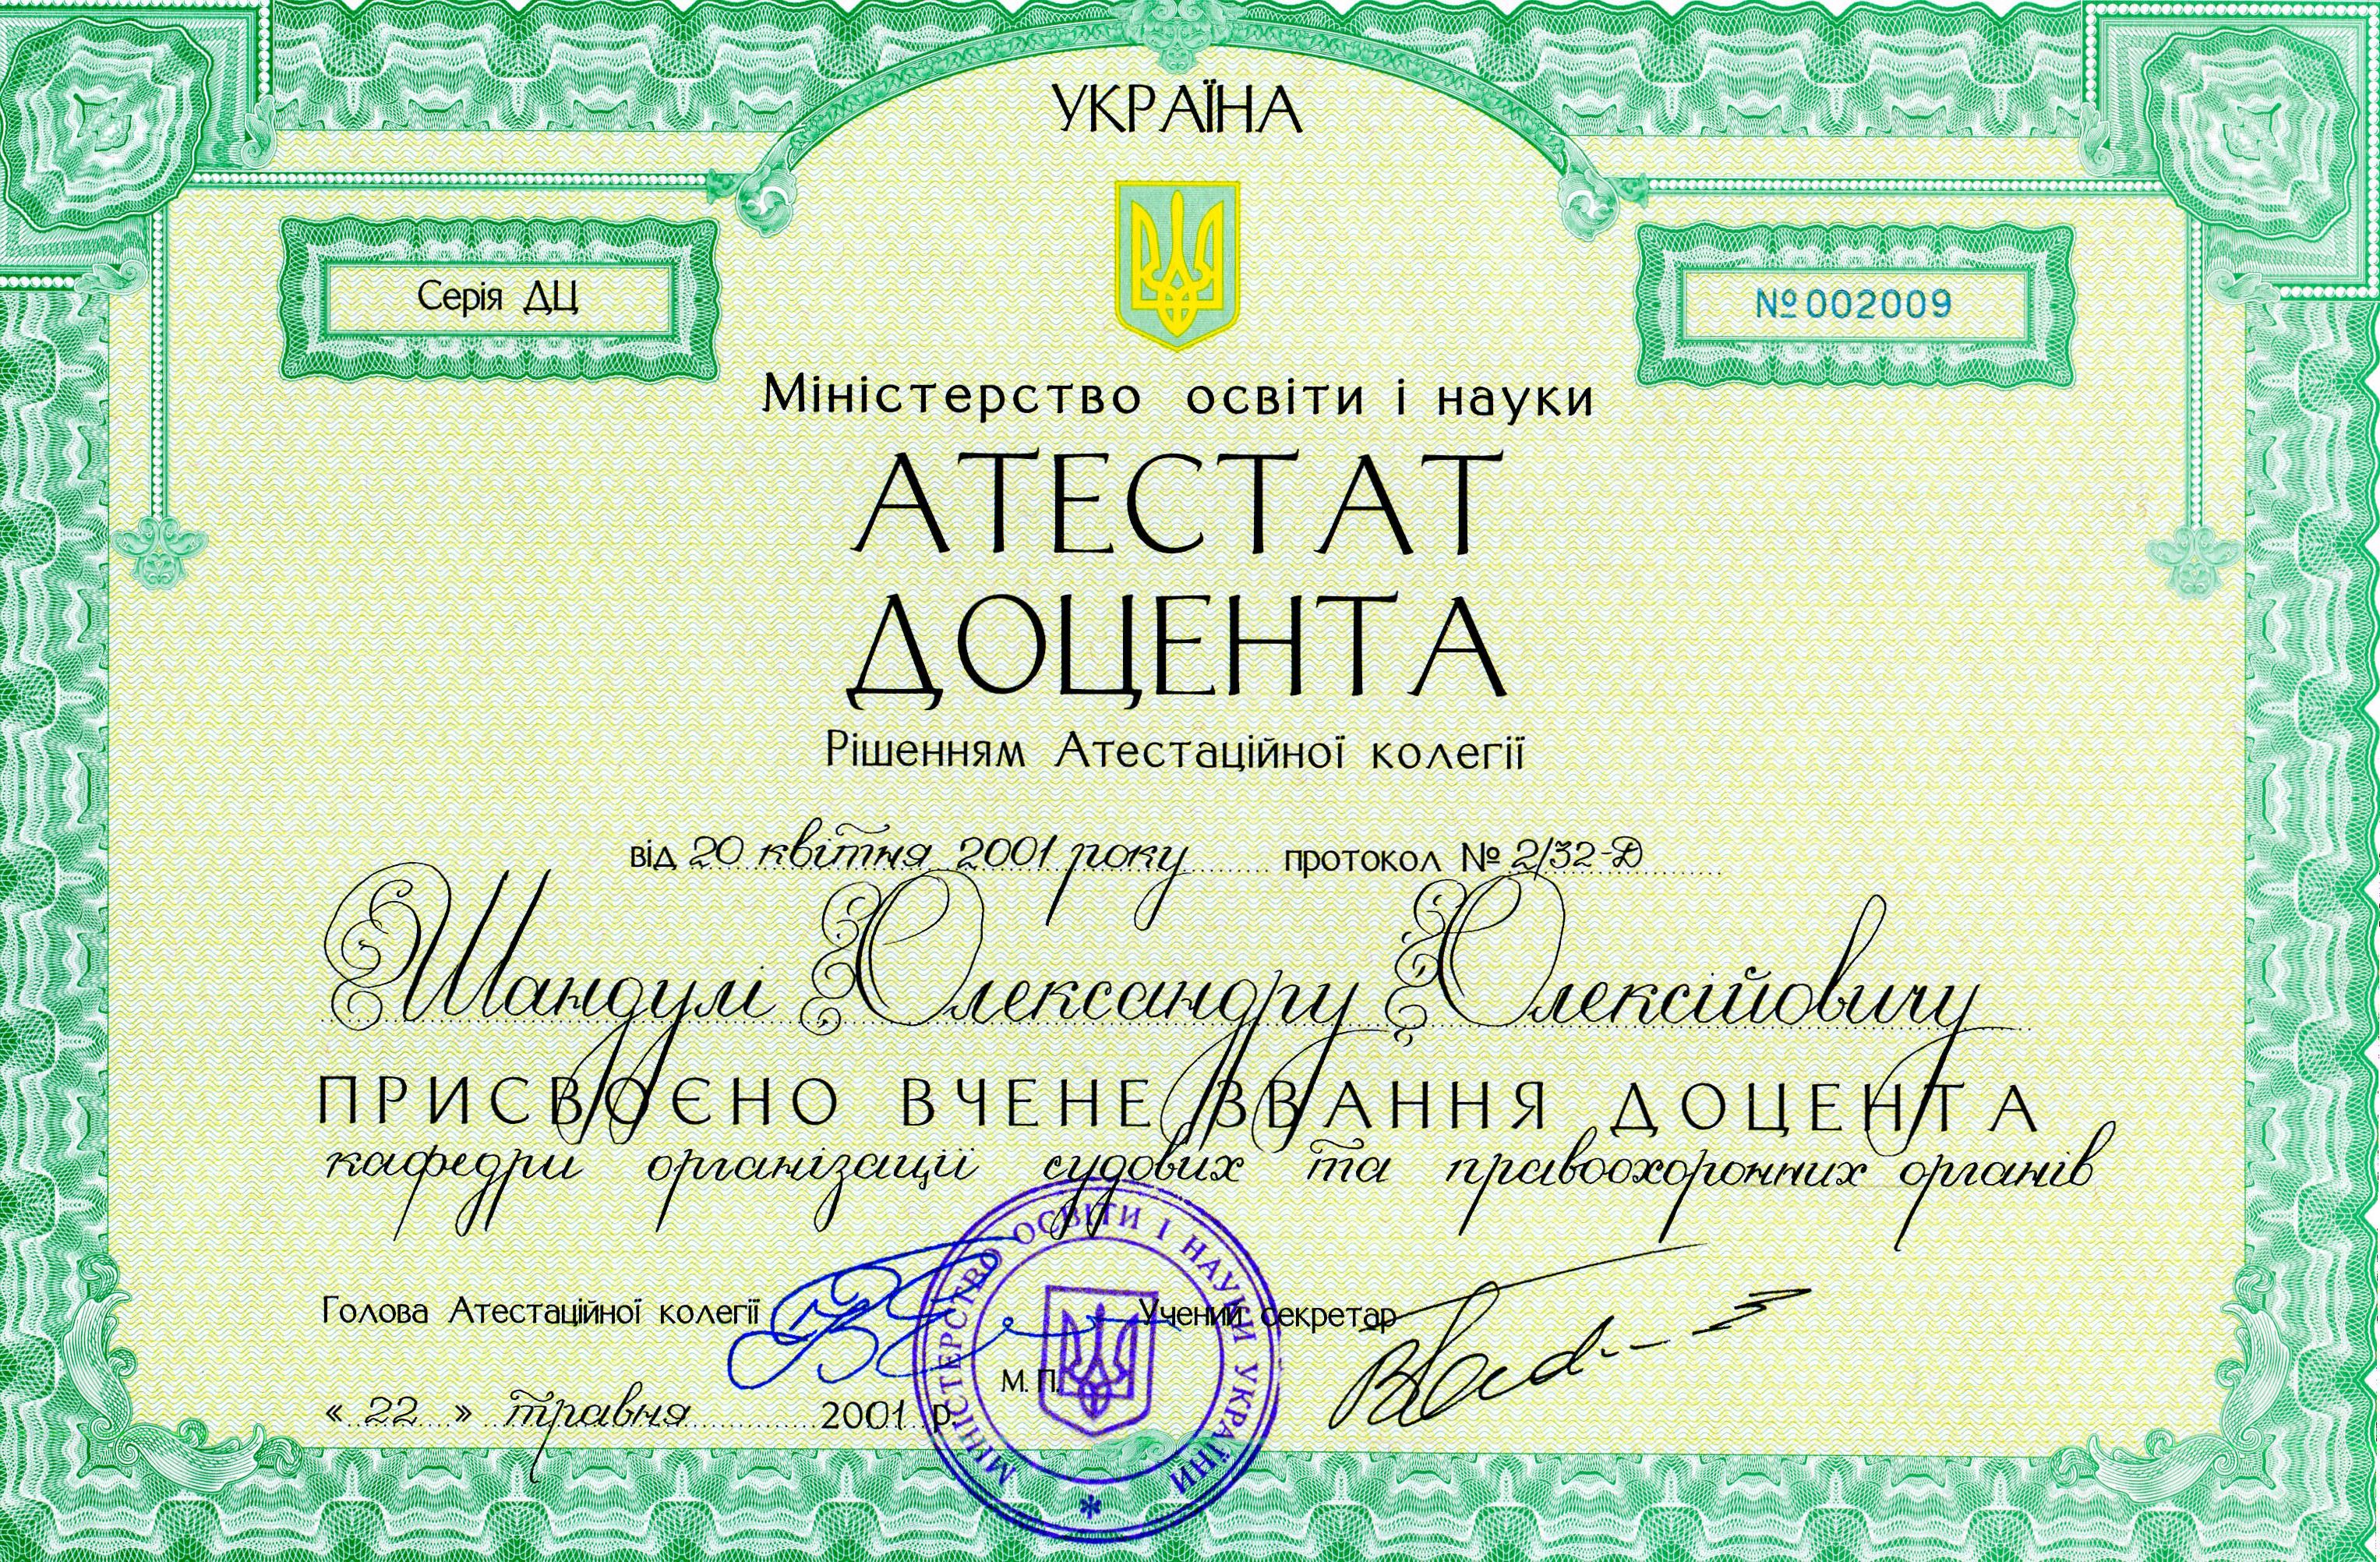 УКРАЇНА
Серія ДЦ
№002009
Міністерство освіти і науки
АТЕСТАТ
ДОЦЕНТА
Рішенням Атестаційної колегії
від 20 квітня 2001 року протокол № 2/32-Д
Шандулі Олександру Олексійовичу
ПРИСВОЄНО ВЧЕНЕ ЗВАННЯ ДОЦЕНТА
кафедри організації судових та правоохоронних органів
Голова Атестаційної колегії
Учений секретар
М.П.
« 22 » травня 2001 р.
МІНІСТЕРСТВО ОСВІТИ І НАУКИ УКРАЇНИ